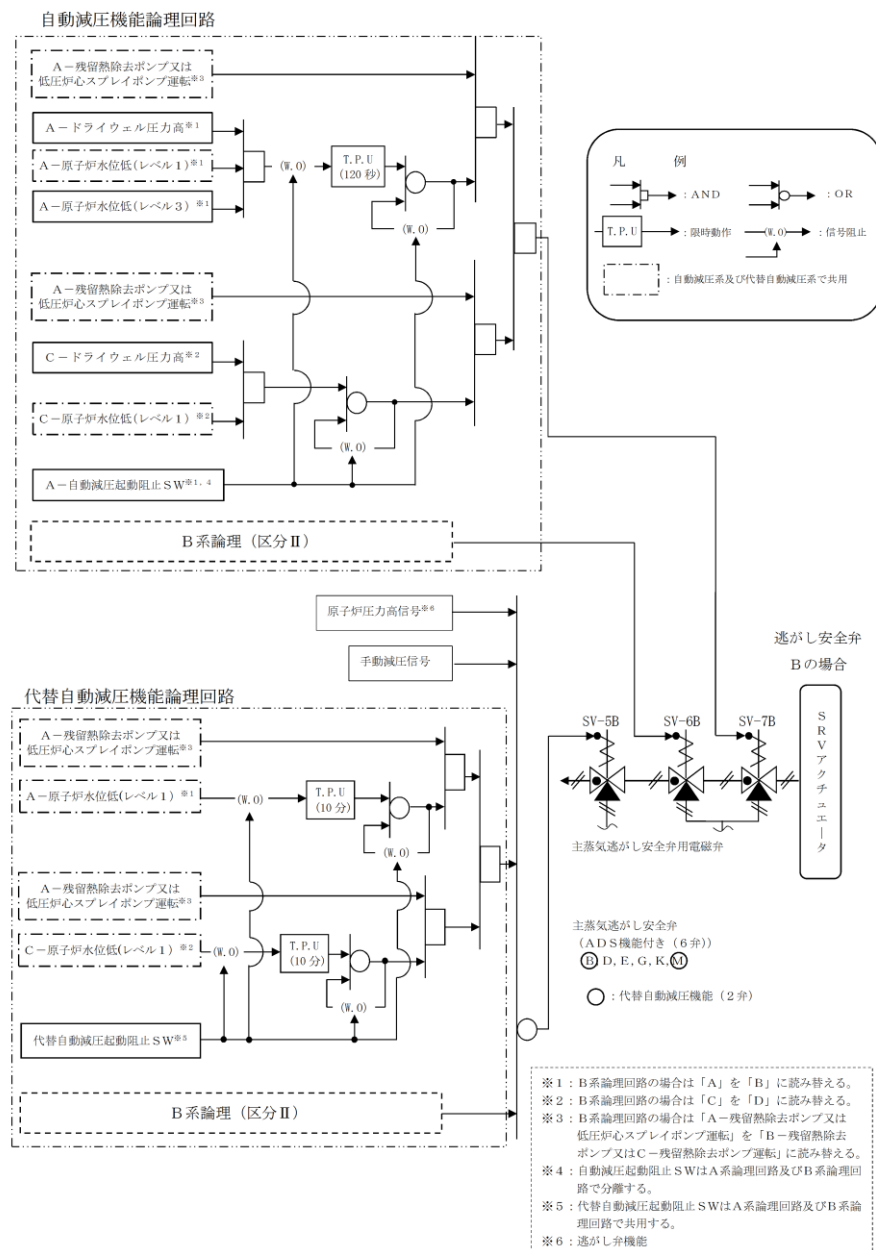 自動減圧機能論理回路
A－残留熱除去ポンプ又は
低圧炉心スプレイポンプ運転※3
A－ドライウェル圧力高※1
A－原子炉水位低(レベル1)※1
A－原子炉水位低(レベル3)※1
(W.O)
T.P.U
(120秒)
(W.O)
A－残留熱除去ポンプ又は
低圧炉心スプレイポンプ運転※3
C－ドライウェル圧力高※2
C－原子炉水位低(レベル1)※2
(W.O)
A－自動減圧起動阻止SW※1,4
B系論理（区分Ⅱ）
凡　例
：AND
：OR
T.P.U
：限時動作
(W.O)
：信号阻止
：自動減圧系及び代替自動減圧系で共用
原子炉圧力高信号※6
手動減圧信号
代替自動減圧機能論理回路
A－残留熱除去ポンプ又は
低圧炉心スプレイポンプ運転※3
A－原子炉水位低(レベル1)※1
(W.O)
T.P.U
(10分)
(W.O)
A－残留熱除去ポンプ又は
低圧炉心スプレイポンプ運転※3
C－原子炉水位低(レベル1)※2
(W.O)
T.P.U
(10分)
(W.O)
代替自動減圧起動阻止SW※5
B系論理（区分Ⅱ）
逃がし安全弁
Bの場合
SV-5B
SV-6B
SV-7B
SRVアクチュエータ
主蒸気逃がし安全弁用電磁弁
主蒸気逃がし安全弁
（ADS機能付き（6弁））
Ⓑ, D, E, G, K, Ⓜ
○：代替自動減圧機能（2弁）
※1：B系論理回路の場合は「A」を「B」に読み替える。
※2：B系論理回路の場合は「C」を「D」に読み替える。
※3：B系論理回路の場合は「A－残留熱除去ポンプ又は
低圧炉心スプレイポンプ運転」を「B－残留熱除去
ポンプ又はC－残留熱除去ポンプ運転」に読み替える。
※4：自動減圧起動阻止SWはA系論理回路及びB系論理回
路で分離する。
※5：代替自動減圧起動阻止SWはA系論理回路及びB系論
理回路で共用する。
※6：逃がし弁機能